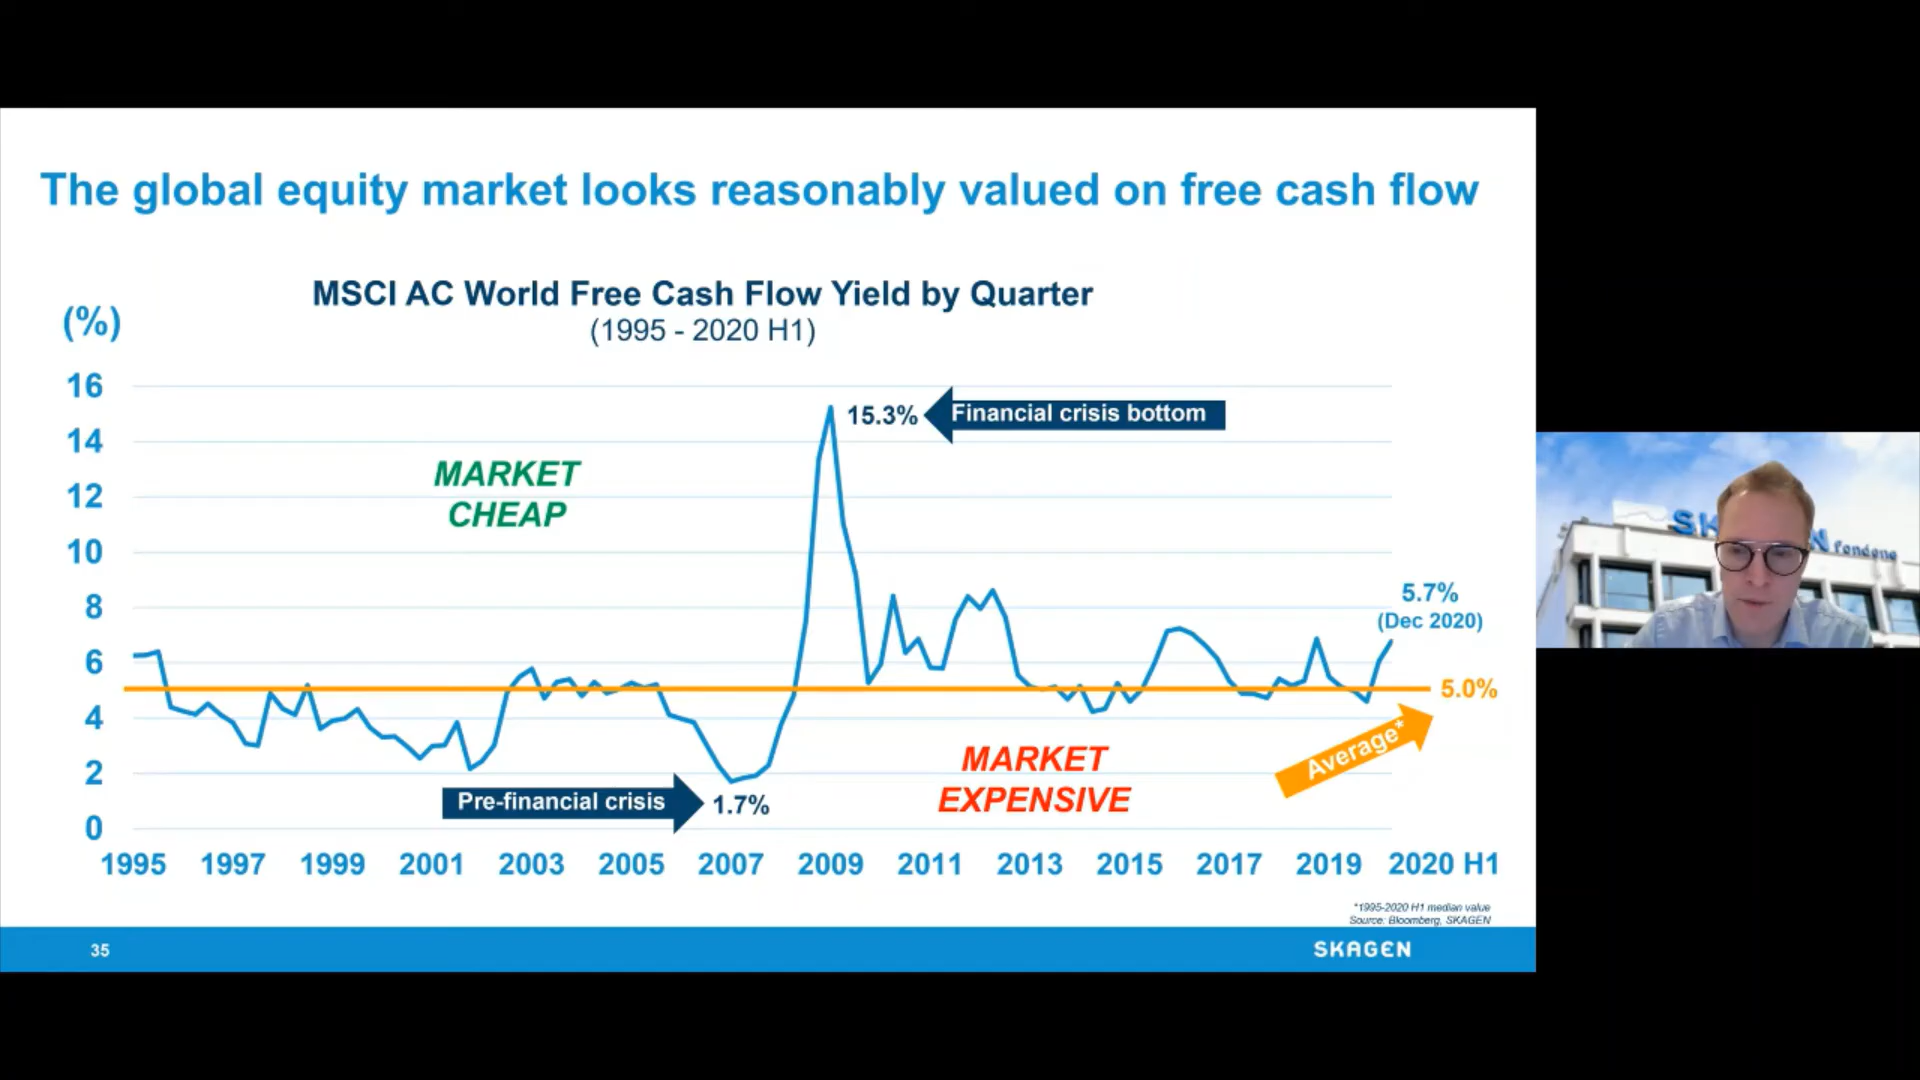 The global equity market looks reasonably valued on free cash flow
MSCI AC World Free Cash Flow Yield by Quarter
(1995 - 2020 H1)
(%)
16
14
12
10
8
6
4
2
0
15.3%
Financial crisis bottom
MARKET
CHEAP
5.7%
(Dec 2020)
5.0%
Average*
MARKET
EXPENSIVE
Pre-financial crisis
1.7%
1995 1997 1999 2001 2003 2005 2007 2009 2011 2013 2015 2017 2019 2020 H1
*1995-2020 H1 median value
Source: Bloomberg, SKAGEN
35
SKAGEN
fondene